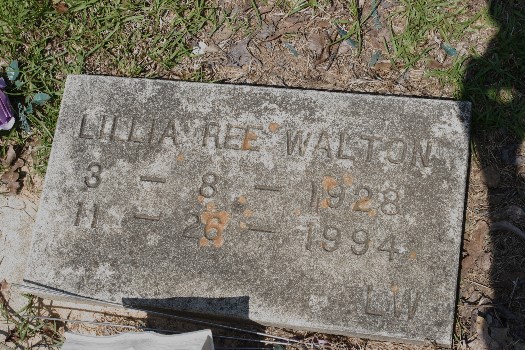 LILLIA REE WALTON
3 - 8 - 1928
11 - 26 - 1994
LW